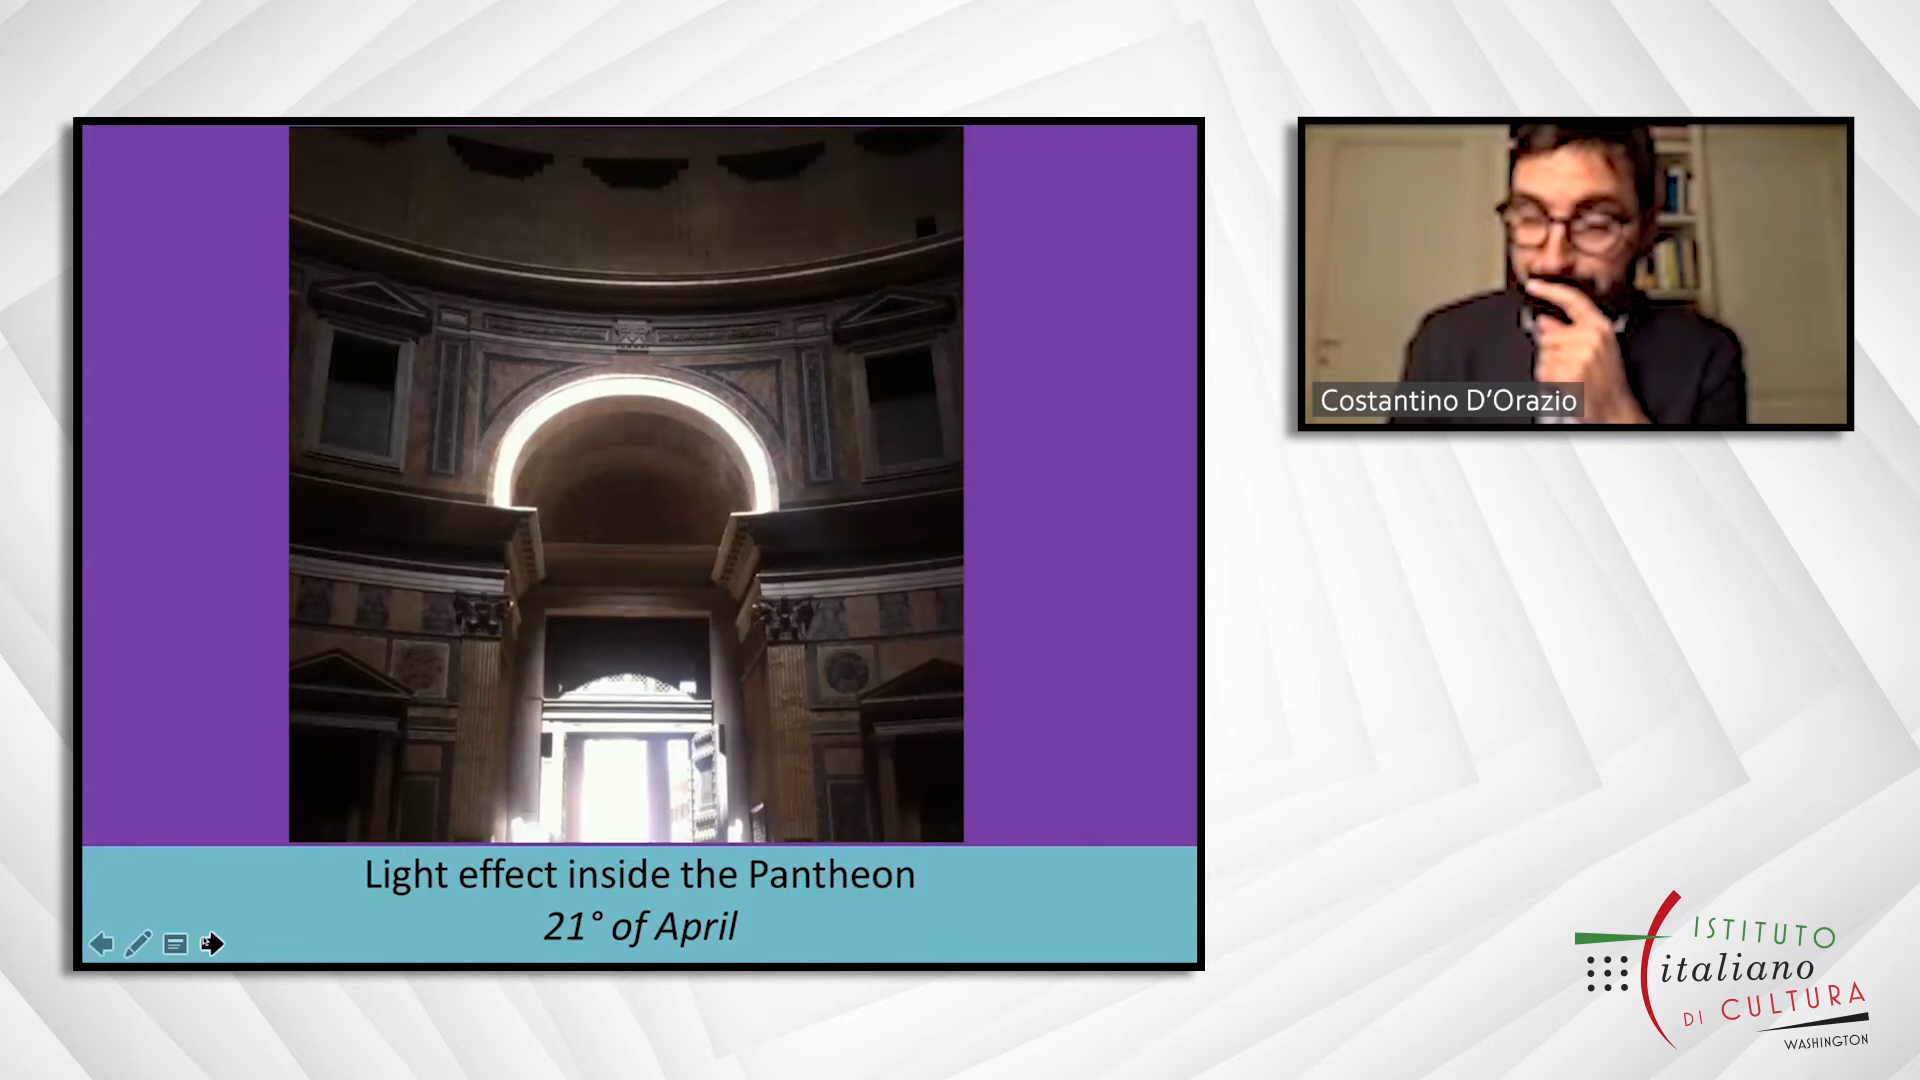 Light effect inside the Pantheon
21° of April
Costantino D'Orazio
ISTITUTO
italiano
DI CULTURA
WASHINGTON